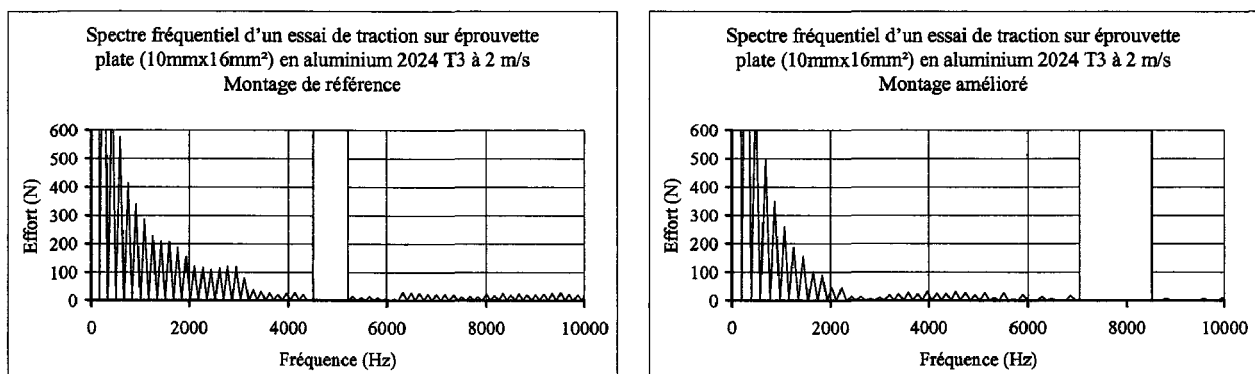 Spectre fréquentiel d'un essai de traction sur éprouvette
plate (10mmx16mm²) en aluminium 2024 T3 à 2 m/s
Montage de référence
600
500
400
300
200
100
0
Effort (N)
0 2000 4000 6000 8000 10000
Fréquence (Hz)
Spectre fréquentiel d'un essai de traction sur éprouvette
plate (10mmx16mm²) en aluminium 2024 T3 à 2 m/s
Montage amélioré
600
500
400
300
200
100
0
Effort (N)
0 2000 4000 6000 8000 10000
Fréquence (Hz)